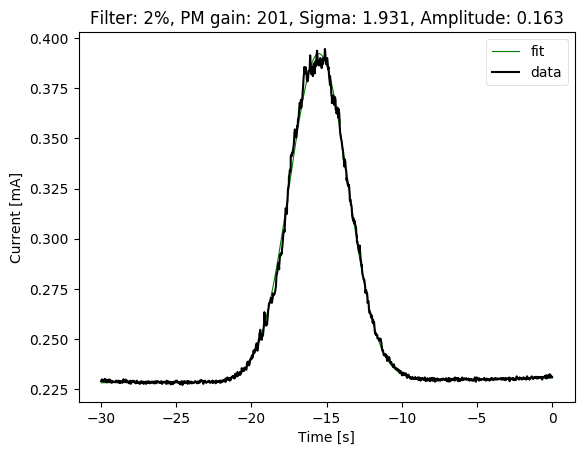 Filter: 2%, PM gain: 201, Sigma: 1.931, Amplitude: 0.163
fit
data
Current [mA]
0.400
0.375
0.350
0.325
0.300
0.275
0.250
0.225
−30 −25 −20 −15 −10 −5 0
Time [s]